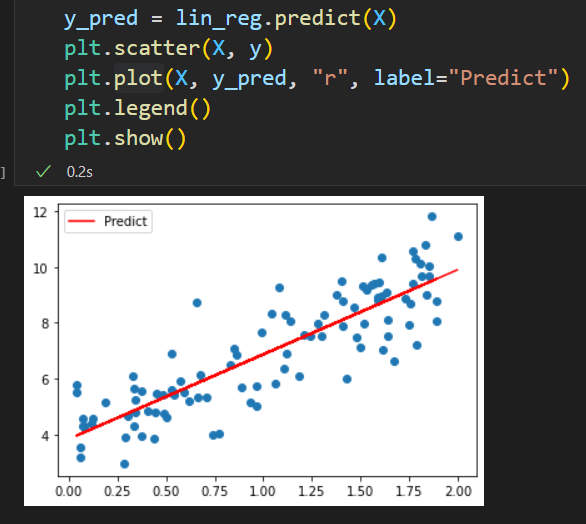 y_pred = lin_reg.predict(X)
plt.scatter(X, y)
plt.plot(X, y_pred, "r", label="Predict")
plt.legend()
plt.show()
] ✓ 0.2s
Predict
12
10
8
6
4
0.00 0.25 0.50 0.75 1.00 1.25 1.50 1.75 2.00